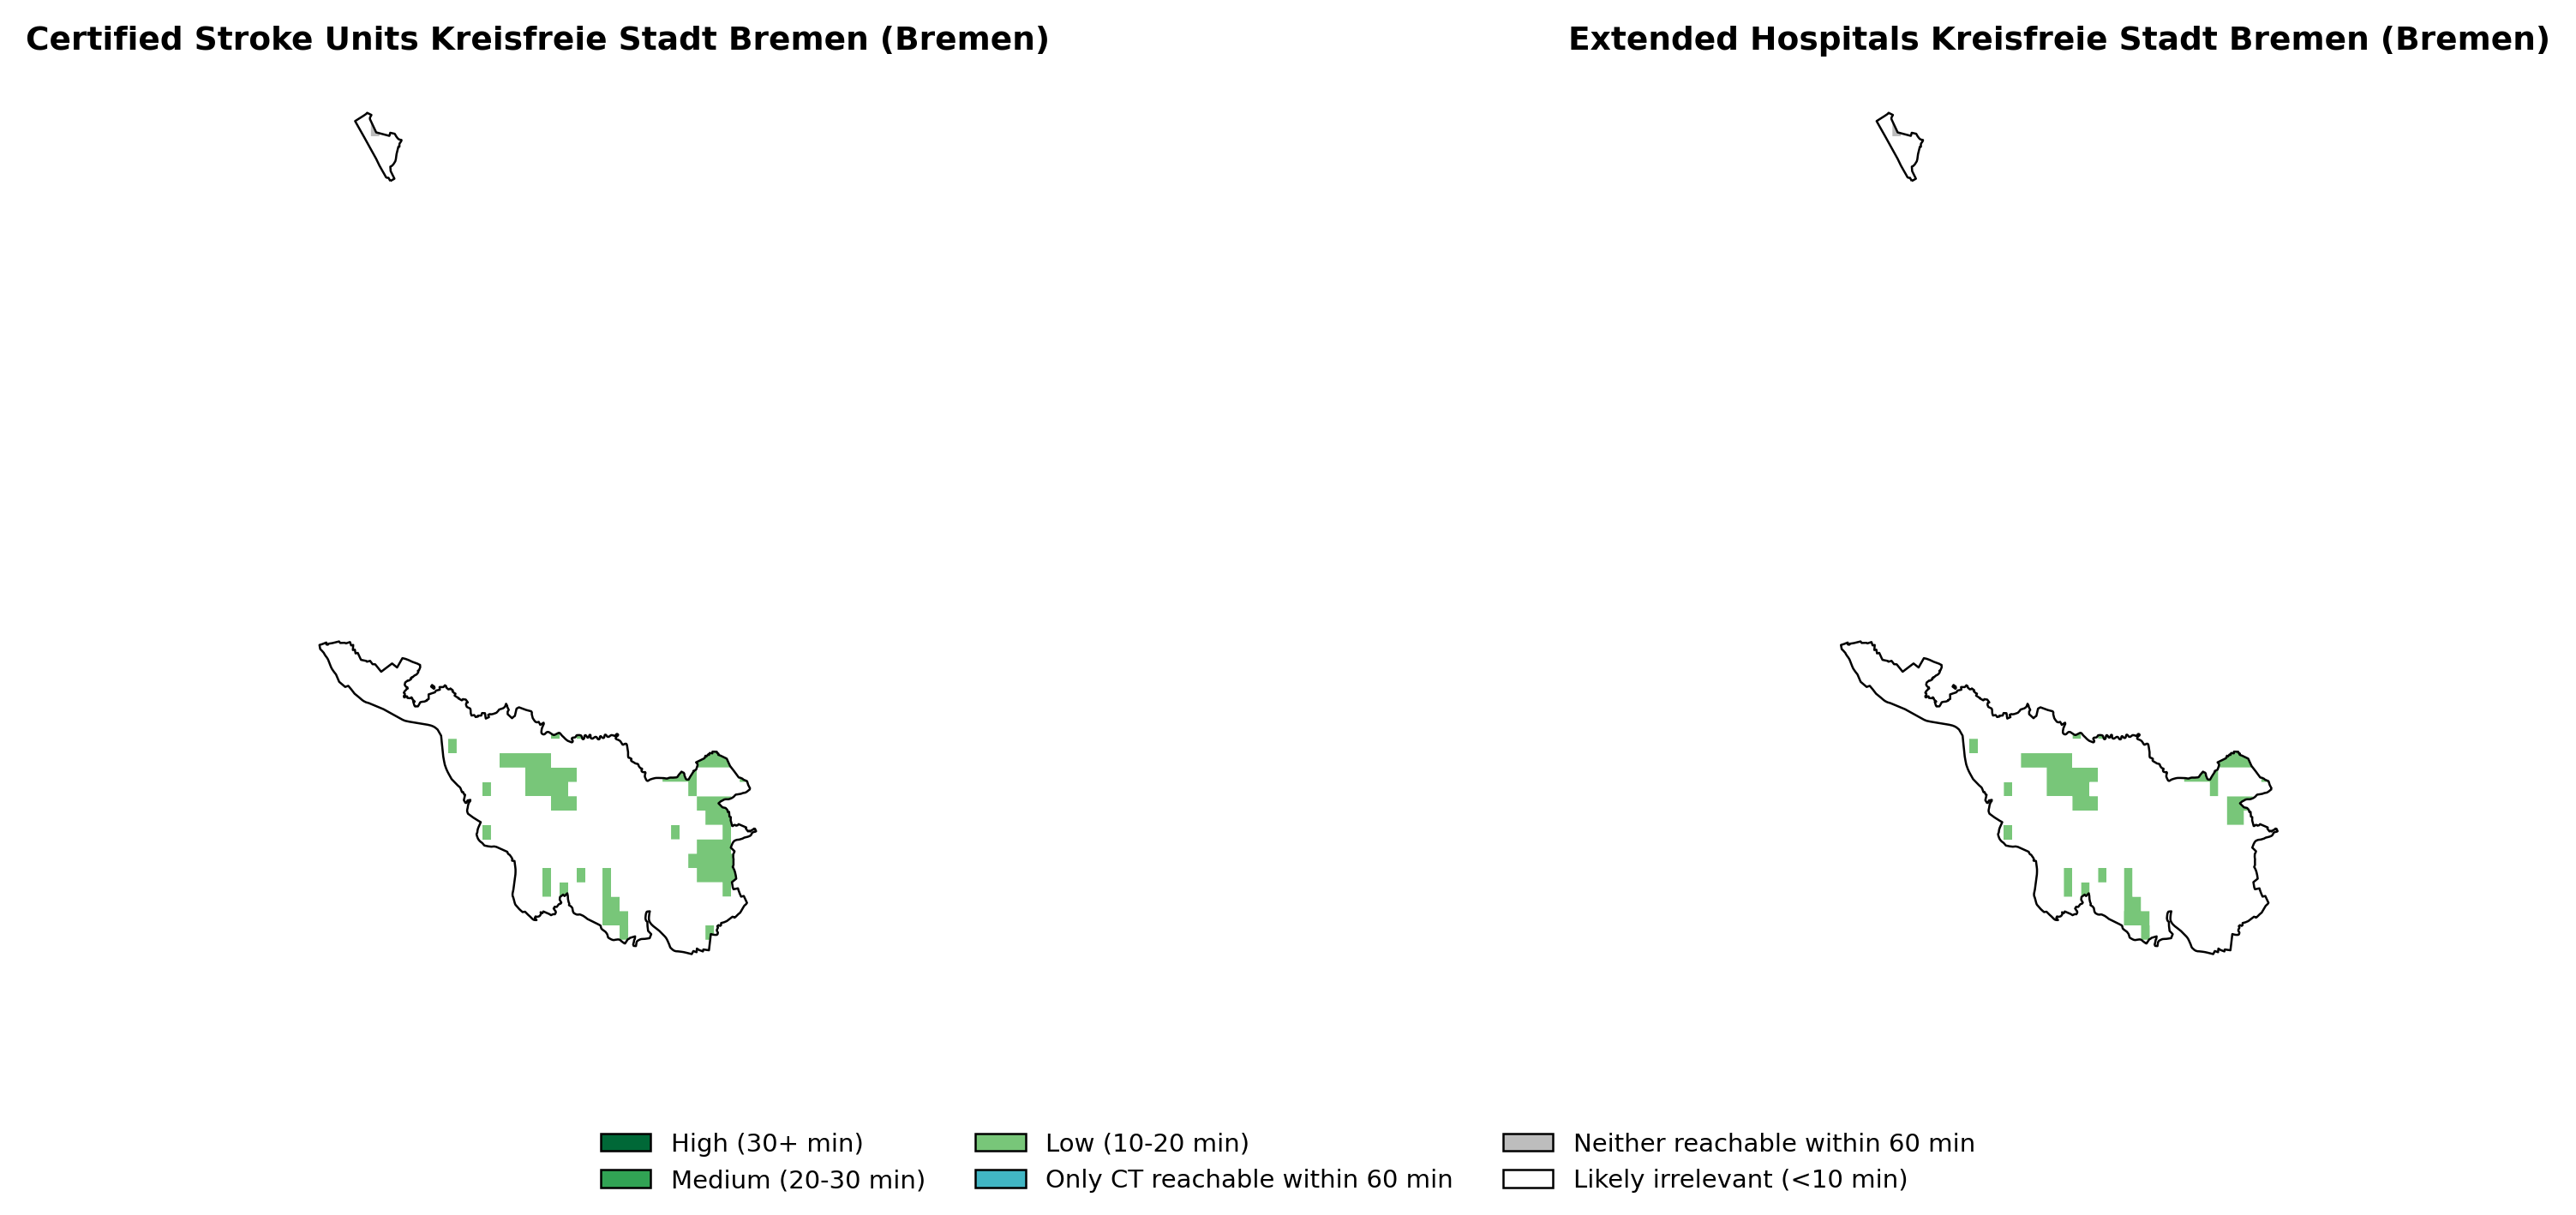 Certified Stroke Units Kreisfreie Stadt Bremen (Bremen)
Extended Hospitals Kreisfreie Stadt Bremen (Bremen)
High (30+ min)
Medium (20-30 min)
Low (10-20 min)
Only CT reachable within 60 min
Neither reachable within 60 min
Likely irrelevant (<10 min)